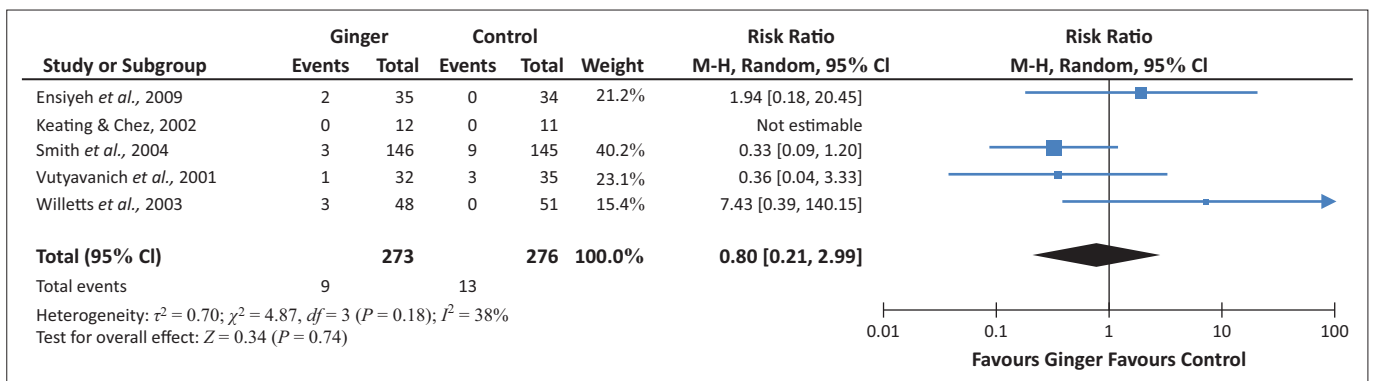 Ginger Control Risk Ratio Risk Ratio
Study or Subgroup Events Total Events Total Weight M-H, Random, 95% Cl M-H, Random, 95% Cl
Ensiyeh et al., 2009 2 35 0 34 21.2% 1.94 [0.18, 20.45]
Keating & Chez, 2002 0 12 0 11 Not estimable
Smith et al., 2004 3 146 9 145 40.2% 0.33 [0.09, 1.20]
Vutyavanich et al., 2001 1 32 3 35 23.1% 0.36 [0.04, 3.33]
Willetts et al., 2003 3 48 0 51 15.4% 7.43 [0.39, 140.15]
Total (95% Cl) 273 276 100.0% 0.80 [0.21, 2.99]
Total events 9 13
Heterogeneity: τ² = 0.70; χ² = 4.87, df = 3 (P = 0.18); I² = 38%
Test for overall effect: Z = 0.34 (P = 0.74)
0.01 0.1 1 10 100
Favours Ginger Favours Control